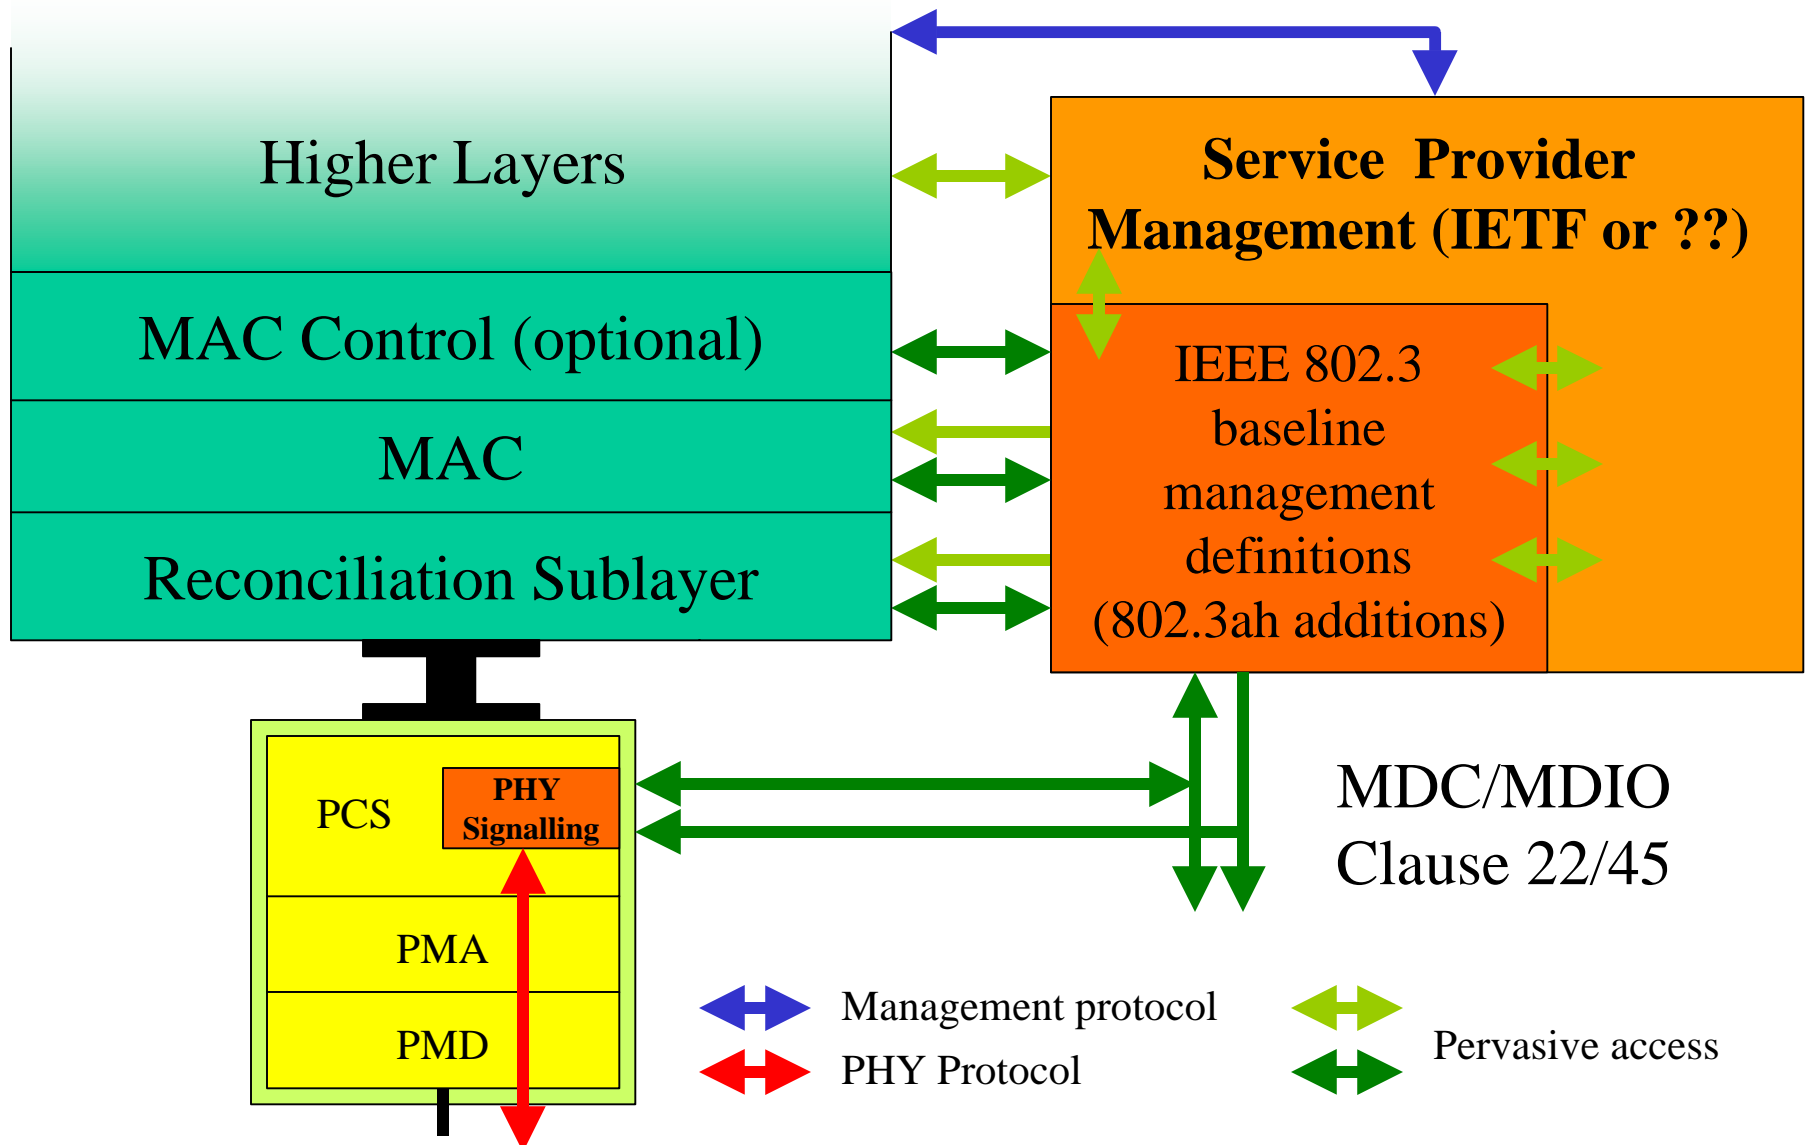 Higher Layers
Service Provider
Management (IETF or ??)
MAC Control (optional)
MAC
Reconciliation Sublayer
IEEE 802.3
baseline
management
definitions
(802.3ah additions)
PCS
PHY
Signalling
PMA
PMD
MDC/MDIO
Clause 22/45
Management protocol
PHY Protocol
Pervasive access